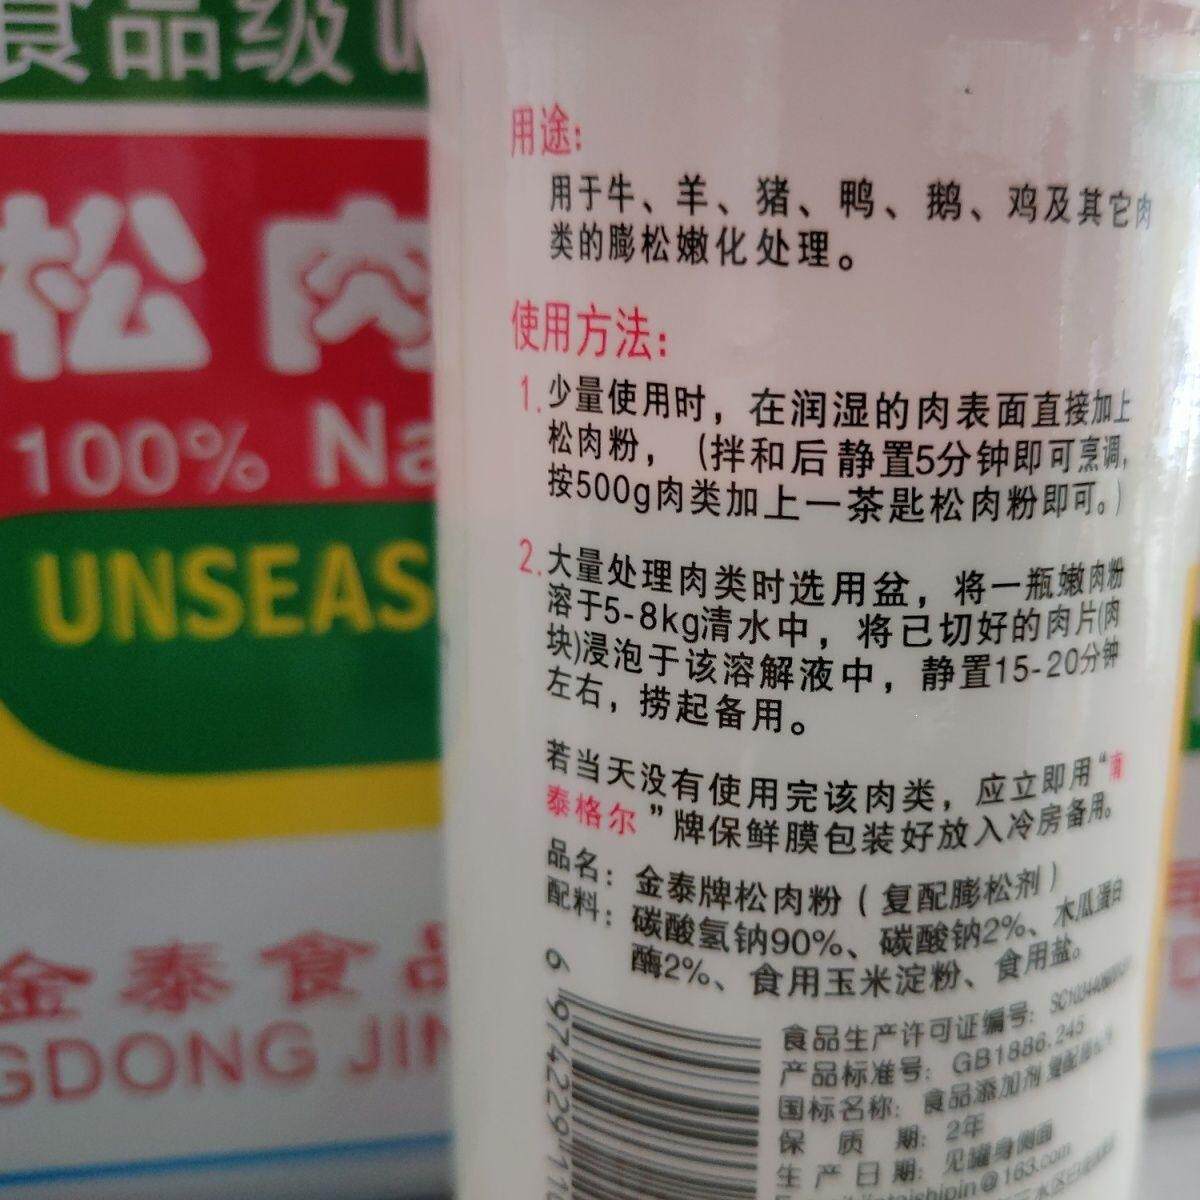 食品级
松肉
100% Na
UNSEAS
金泰食品
GDONG JIN
用途:
用于牛、羊、猪、鸭、鹅、鸡及其它肉
类的膨松嫩化处理。
使用方法:
1.少量使用时，在润湿的肉表面直接加上
松肉粉，(拌和后静置5分钟即可烹调,
按500g肉类加上一茶匙松肉粉即可。)
2.大量处理肉类时选用盆，将一瓶嫩肉粉
溶于5-8kg清水中，将已切好的肉片(肉
块)浸泡于该溶解液中，静置15-20分钟
左右，捞起备用。
若当天没有使用完该肉类，应立即用“南
泰格尔”牌保鲜膜包装好放入冷房备用。
品名：金泰牌松肉粉(复配膨松剂)
配料：碳酸氢钠90%、碳酸钠2%、木瓜蛋白
酶2%、食用玉米淀粉、食用盐。
6 974229
食品生产许可证编号:
产品标准号: GB1886.245
国标名称: 食品添加剂 复配
保质期: 2年
生产日期: 见罐身侧面
shipin@163.com